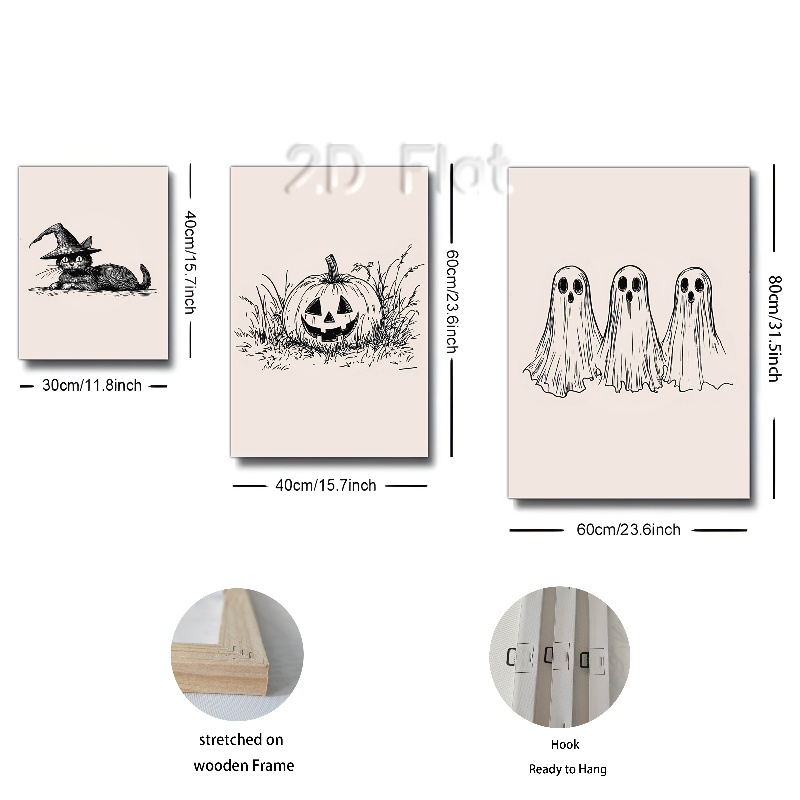 2D Flat
40cm/15.7inch
30cm/11.8inch
60cm/23.6inch
40cm/15.7inch
80cm/31.5inch
60cm/23.6inch
stretched on
wooden Frame
Hook
Ready to Hang